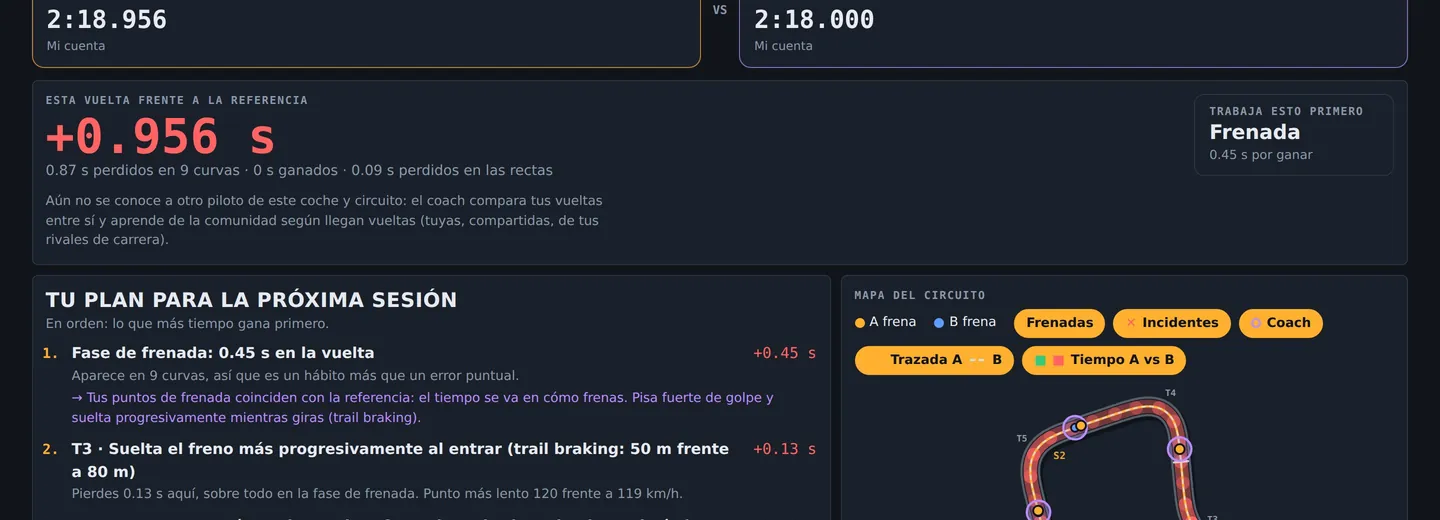 2:18.956
Mi cuenta
VS
2:18.000
Mi cuenta
ESTA VUELTA FRENTE A LA REFERENCIA
+0.956 s
0.87 s perdidos en 9 curvas · 0 s ganados · 0.09 s perdidos en las rectas
Aún no se conoce a otro piloto de este coche y circuito: el coach compara tus vueltas
entre sí y aprende de la comunidad según llegan vueltas (tuyas, compartidas, de tus
rivales de carrera).
TRABAJA ESTO PRIMERO
Frenada
0.45 s por ganar
TU PLAN PARA LA PRÓXIMA SESIÓN
En orden: lo que más tiempo gana primero.
1. Fase de frenada: 0.45 s en la vuelta +0.45 s
Aparece en 9 curvas, así que es un hábito más que un error puntual.
→ Tus puntos de frenada coinciden con la referencia: el tiempo se va en cómo frenas. Pisa fuerte de golpe y
suelta progresivamente mientras giras (trail braking).
2. T3 · Suelta el freno más progresivamente al entrar (trail braking: 50 m frente +0.13 s
a 80 m)
Pierdes 0.13 s aquí, sobre todo en la fase de frenada. Punto más lento 120 frente a 119 km/h.
MAPA DEL CIRCUITO
A frena B frena Frenadas × Incidentes Coach
Trazada A -- B Tiempo A vs B
T4
T5
S2
T3